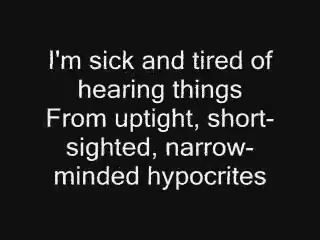 I'm sick and tired of
hearing things
From uptight, short-
sighted, narrow-
minded hypocrites